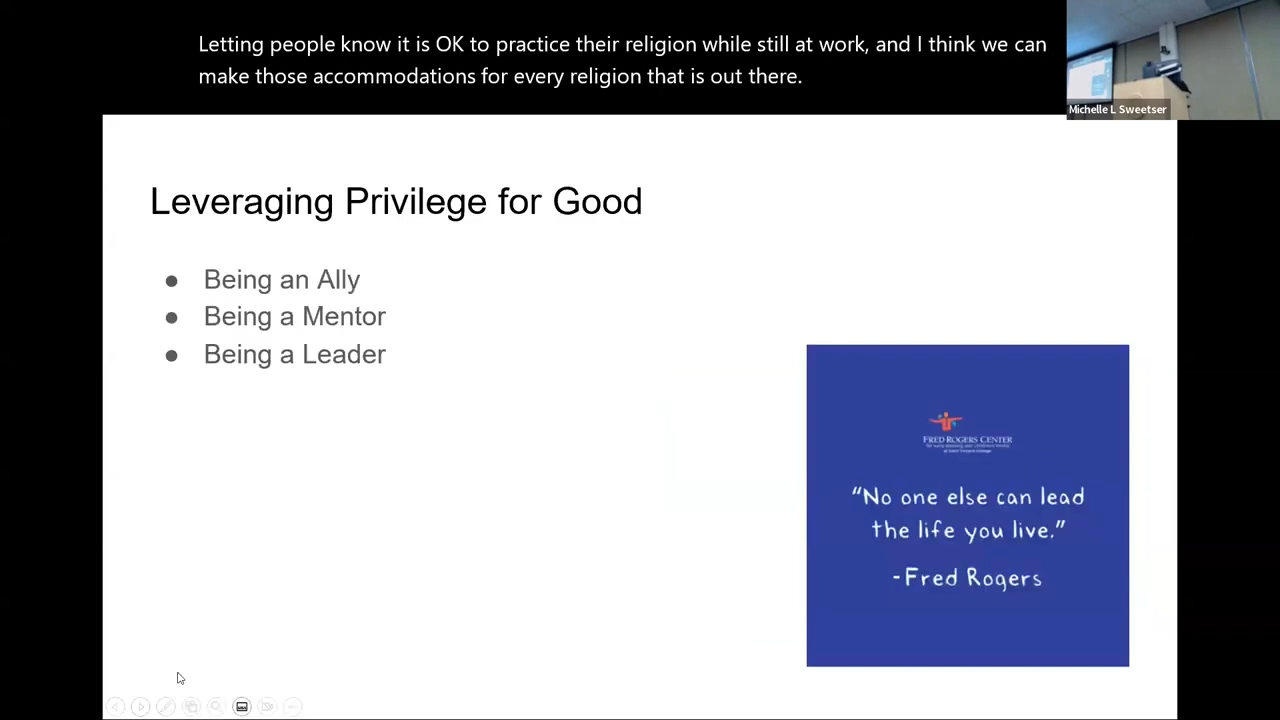 Letting people know it is OK to practice their religion while still at work, and I think we can
make those accommodations for every religion that is out there.
Michelle L Sweetser
Leveraging Privilege for Good
● Being an Ally
● Being a Mentor
● Being a Leader
FRED ROGERS CENTER
“No one else can lead
the life you live.”
-Fred Rogers